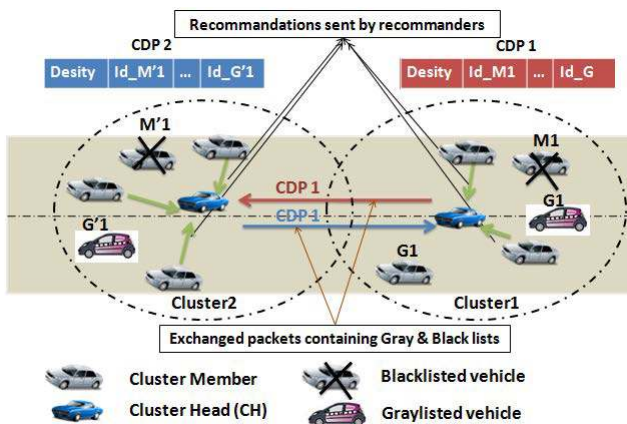 Recommandations sent by recommanders
CDP 2
CDP 1
Desity Id_M'1 ... Id_G'1
Desity Id_M1 ... Id_G
M'1
M1
CDP 1
G1
G'1
CDP 1
G1
Cluster2
Cluster1
Exchanged packets containing Gray & Black lists
Cluster Member
Blacklisted vehicle
Cluster Head (CH)
Graylisted vehicle